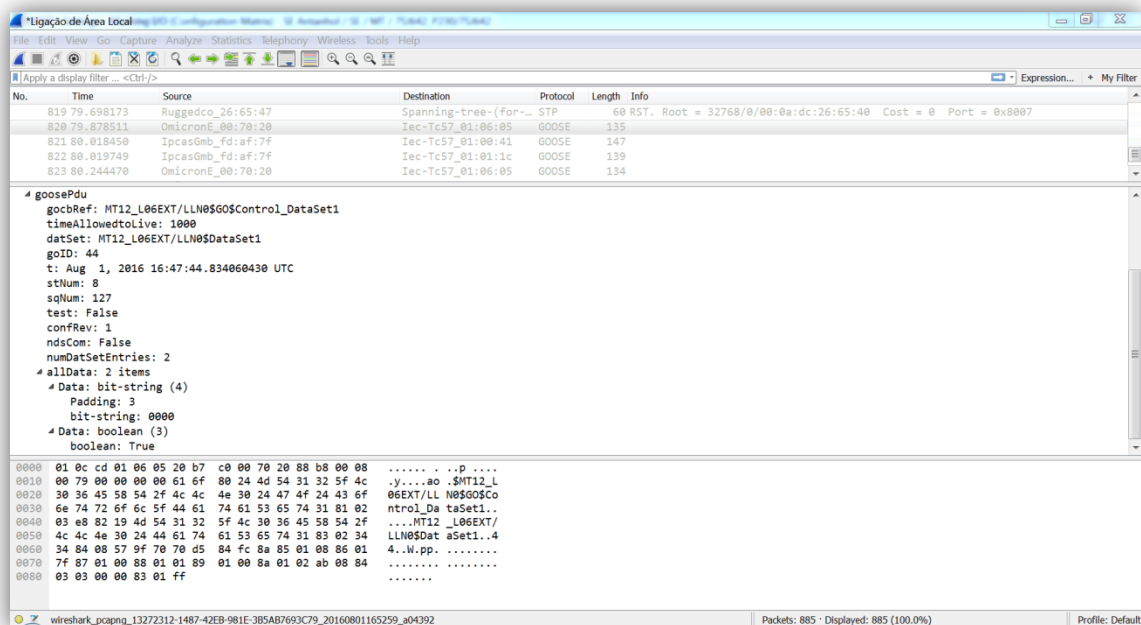 *Ligação de Área Local
File Edit View Go Capture Analyze Statistics Telephony Wireless Tools Help
Apply a display filter ... <Ctrl-/> Expression... + My Filter
No. Time Source Destination Protocol Length Info
819 79.698173 Ruggedco_26:65:47 Spanning-tree-(for-… STP 60 RST. Root = 32768/0/00:0a:dc:26:65:40 Cost = 0 Port = 0x8007
820 79.878511 OmicronE_00:70:20 Iec-Tc57_01:06:05 GOOSE 135
821 80.018450 IpcasGmb_fd:af:7f Iec-Tc57_01:00:41 GOOSE 147
822 80.019749 IpcasGmb_fd:af:7f Iec-Tc57_01:01:1c GOOSE 139
823 80.244470 OmicronE_00:70:20 Iec-Tc57_01:06:05 GOOSE 134
goosePdu
gocbRef: MT12_L06EXT/LLN0$GO$Control_DataSet1
timeAllowedtoLive: 1000
datSet: MT12_L06EXT/LLN0$DataSet1
goID: 44
t: Aug 1, 2016 16:47:44.834060430 UTC
stNum: 8
sqNum: 127
test: False
confRev: 1
ndsCom: False
numDatSetEntries: 2
allData: 2 items
Data: bit-string (4)
Padding: 3
bit-string: 0000
Data: boolean (3)
boolean: True
0000 01 0c cd 01 06 05 20 b7 c0 00 70 20 88 b8 00 08 ...... . ..p ....
0010 00 79 00 00 00 00 61 6f 80 24 4d 54 31 32 5f 4c .y....ao .$MT12_L
0020 30 36 45 58 54 2f 4c 4c 4e 30 24 47 4f 24 43 6f 06EXT/LL N0$GO$Co
0030 6e 74 72 6f 6c 5f 44 61 74 61 53 65 74 31 81 02 ntrol_Da taSet1..
0040 03 e8 82 19 4d 54 31 32 5f 4c 30 36 45 58 54 2f ....MT12 _L06EXT/
0050 4c 4c 4e 30 24 44 61 74 61 53 65 74 31 83 02 34 LLN0$Dat aSet1..4
0060 34 84 08 57 9f 70 70 d5 84 fc 8a 85 01 08 86 01 4..W.pp. ........
0070 7f 87 01 00 88 01 01 89 01 00 8a 01 02 ab 08 84 ........ ........
0080 03 03 00 00 83 01 ff .......
wireshark_pcapng_13272312-1487-42EB-981E-3B5AB7693C79_20160801165259_a04392 Packets: 885 · Displayed: 885 (100.0%) Profile: Default